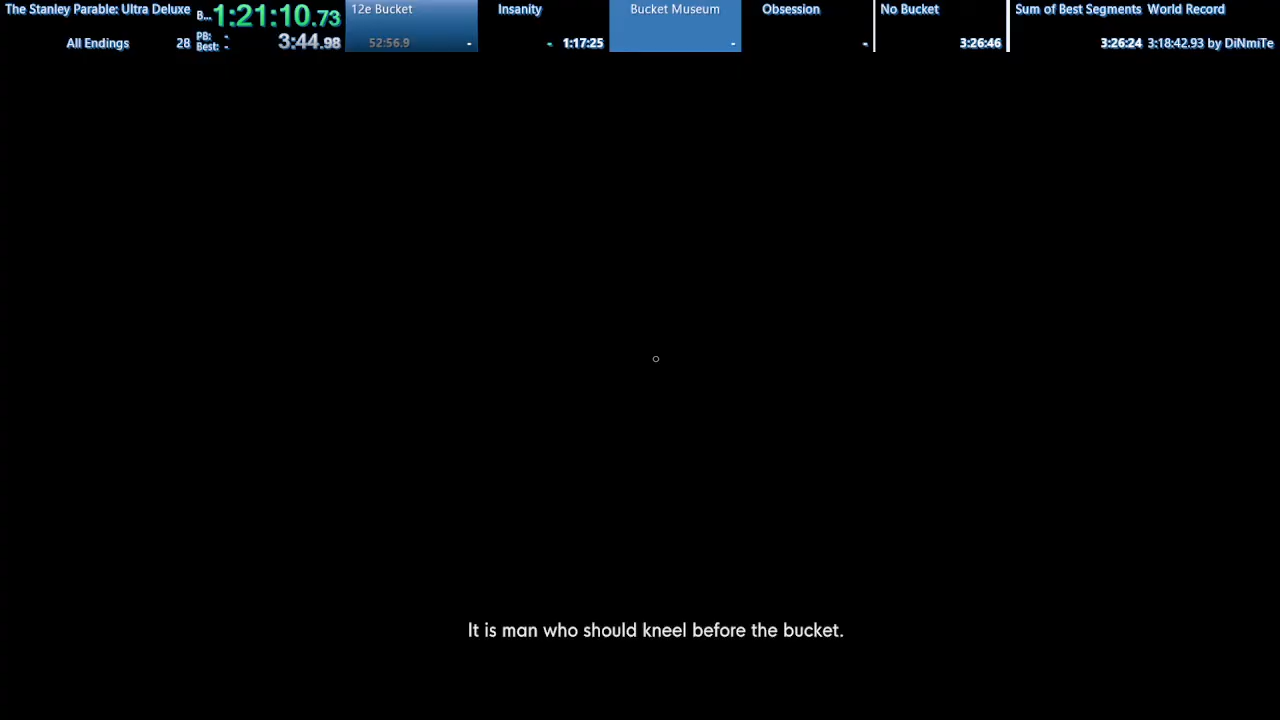 The Stanley Parable: Ultra Deluxe
All Endings 28
B... 1:21:10.73
PB: -
Best: -
3:44.98
12e Bucket
52:56.9 -
Insanity
- 1:17:25
Bucket Museum
-
Obsession
-
No Bucket
3:26:46
Sum of Best Segments
3:26:24
World Record
3:18:42.93 by DiNmiTe
It is man who should kneel before the bucket.